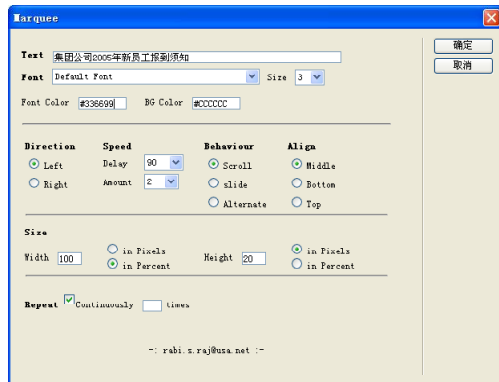 Marquee
确定
取消
Text 集团公司2005年新员工报到须知
Font Default Font Size 3
Font Color #336699 BG Color #CCCCCC
Direction Speed Behaviour Align
Left Delay 90 Scroll Middle
Right Amount 2 slide Bottom
Alternate Top
Size
Width 100 in Pixels in Percent Height 20 in Pixels in Percent
Repeat Continuously times
-: rabi.s.raj@usa.net :-